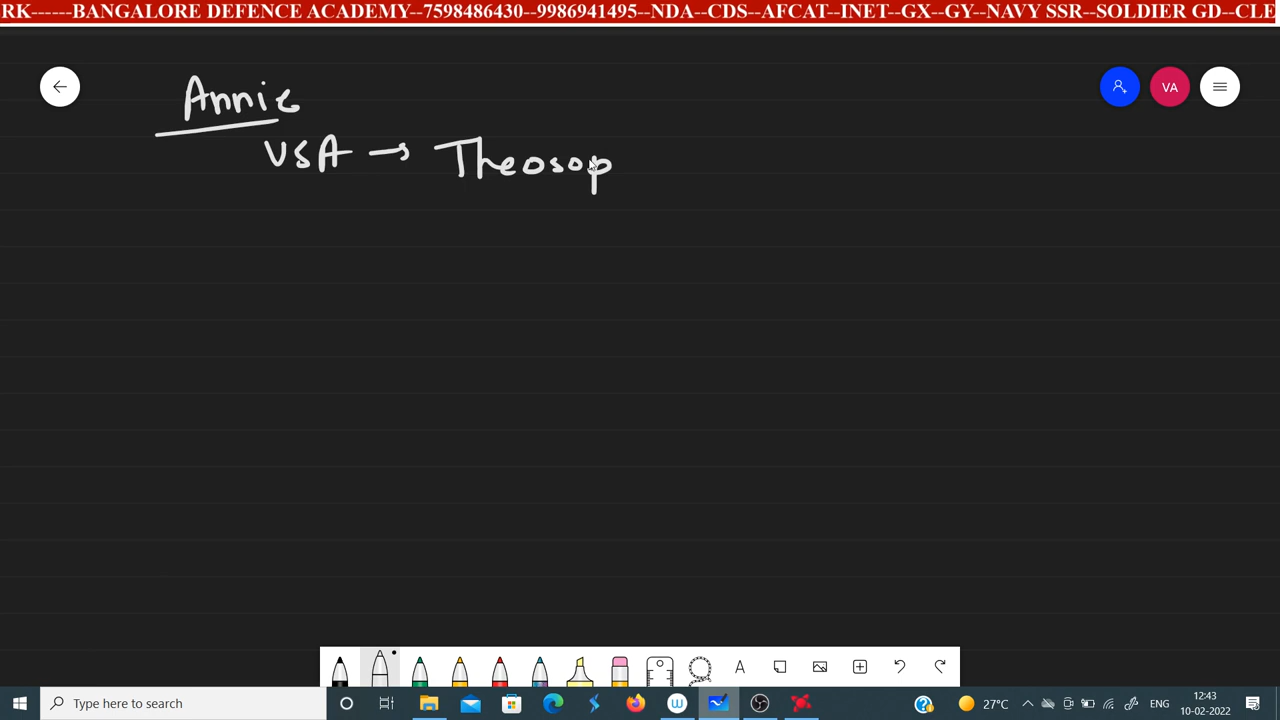 RK------BANGALORE DEFENCE ACADEMY--7598486430--9986941495--NDA--CDS--AFCAT--INET--GX--GY--NAVY SSR--SOLDIER GD--CLE
Annie
VA
USA → Theosop
A
Type here to search
27°C
ENG
12:43
10-02-2022